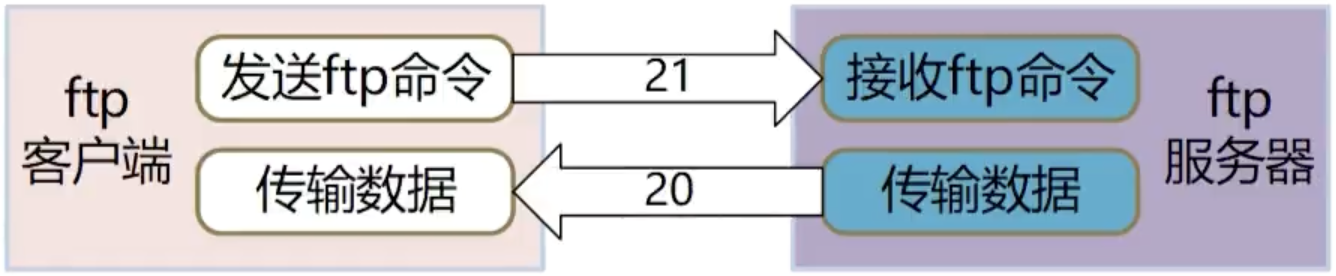 ftp
客户端
发送ftp命令
21
接收ftp命令
传输数据
20
传输数据
ftp
服务器